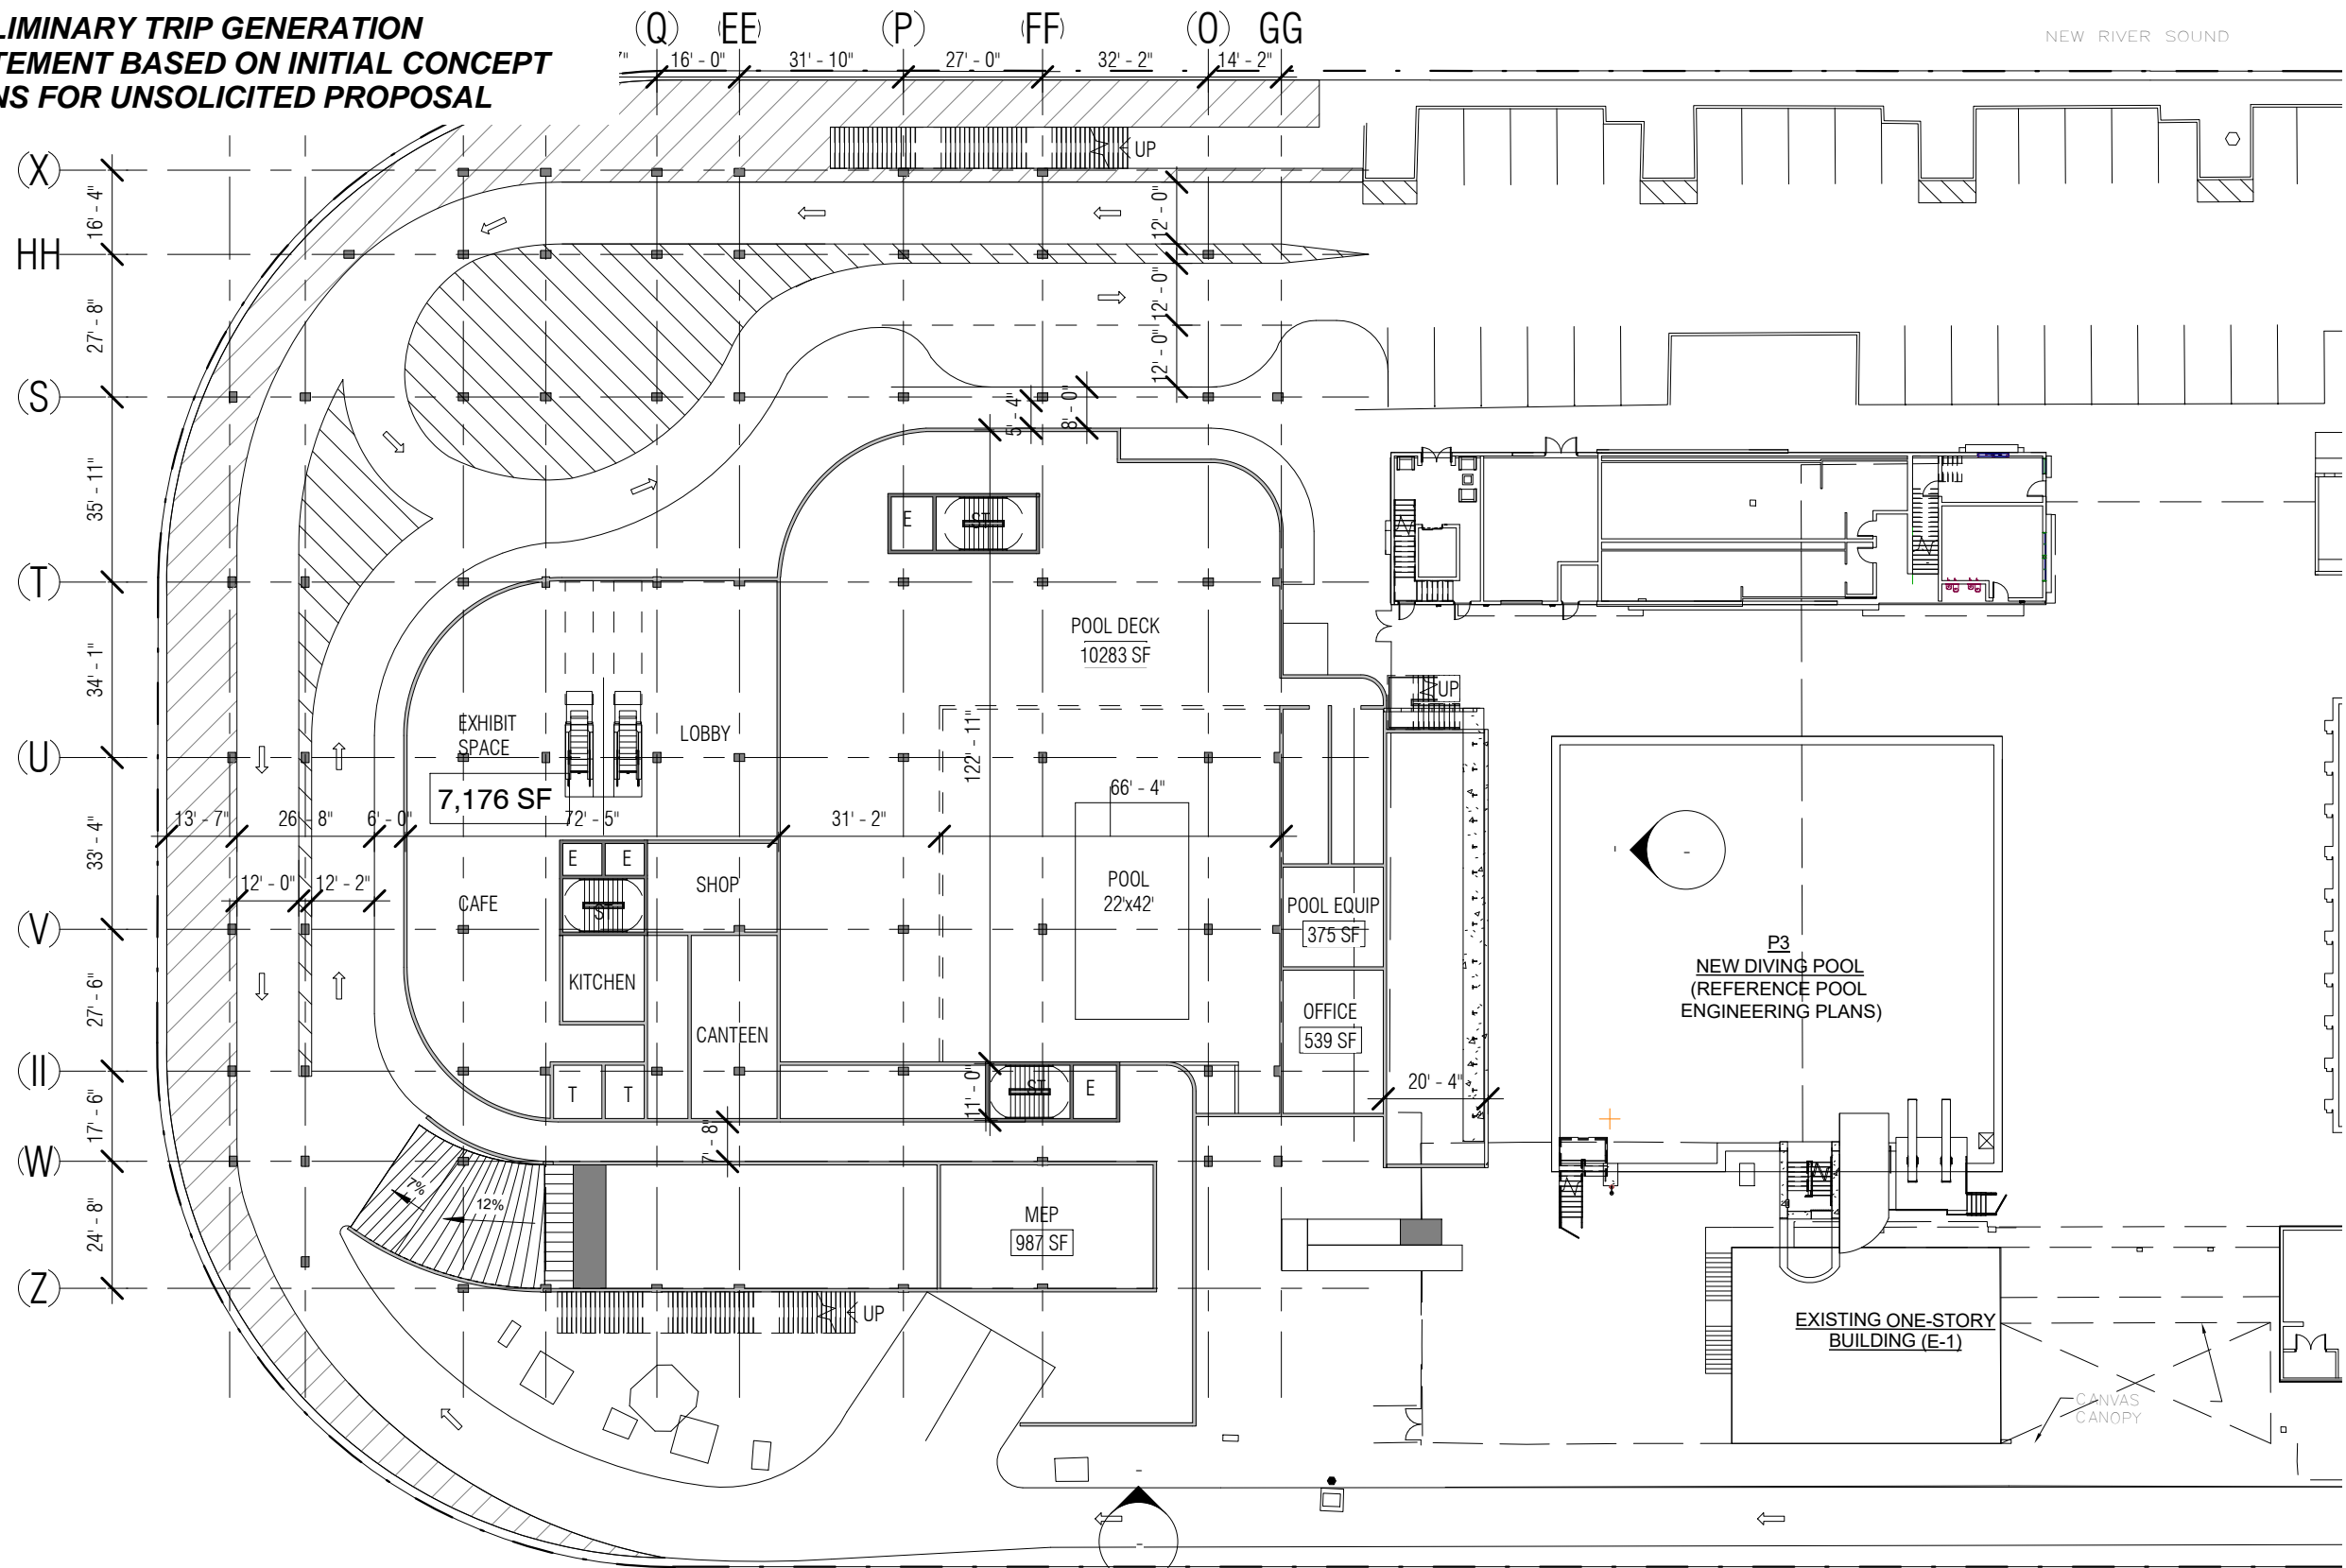 LIMINARY TRIP GENERATION
TEMENT BASED ON INITIAL CONCEPT
NS FOR UNSOLICITED PROPOSAL
(Q) EE (P) (FF) (O) GG
7" 16' - 0" 31' - 10" 27' - 0" 32' - 2" 14' - 2"
NEW RIVER SOUND
(X)
16' - 4"
HH
27' - 8"
(S)
35' - 11"
(T)
34' - 1"
(U)
33' - 4"
(V)
27' - 6"
(II)
17' - 6"
(W)
24' - 8"
(Z)
UP
12' - 0"
12' - 0"
12' - 0"
5' - 4"
8' - 0"
E ST
POOL DECK
10283 SF
EXHIBIT
SPACE
LOBBY
7,176 SF
122' - 11"
UP
66' - 4"
13' - 7" 26' - 8" 6' - 0" 72' - 5" 31' - 2"
12' - 0" 12' - 2"
E E
ST
SHOP
CAFE
POOL
22'x42'
POOL EQUIP
375 SF
KITCHEN
CANTEEN
OFFICE
539 SF
P3
NEW DIVING POOL
(REFERENCE POOL
ENGINEERING PLANS)
T T
11' - 0"
ST E
20' - 4"
7' - 8"
7%
12%
MEP
987 SF
UP
EXISTING ONE-STORY
BUILDING (E-1)
CANVAS
CANOPY